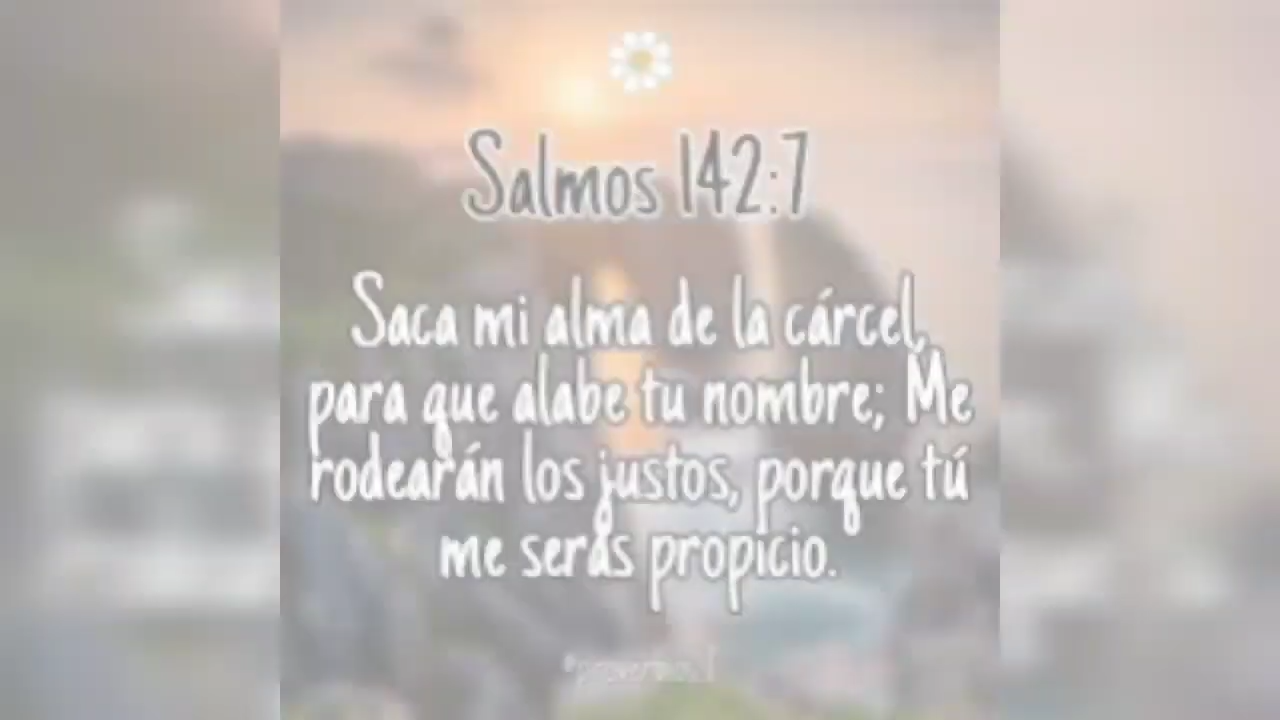 Salmos 142:7
Saca mi alma de la cárcel,
para que alabe tu nombre; Me
rodearán los justos, porque tú
me serás propicio.